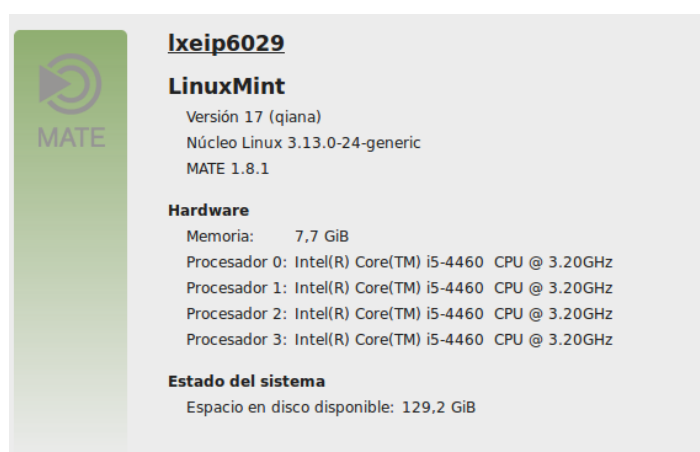 MATE
lxeip6029
LinuxMint
Versión 17 (qiana)
Núcleo Linux 3.13.0-24-generic
MATE 1.8.1
Hardware
Memoria: 7,7 GiB
Procesador 0: Intel(R) Core(TM) i5-4460 CPU @ 3.20GHz
Procesador 1: Intel(R) Core(TM) i5-4460 CPU @ 3.20GHz
Procesador 2: Intel(R) Core(TM) i5-4460 CPU @ 3.20GHz
Procesador 3: Intel(R) Core(TM) i5-4460 CPU @ 3.20GHz
Estado del sistema
Espacio en disco disponible: 129,2 GiB